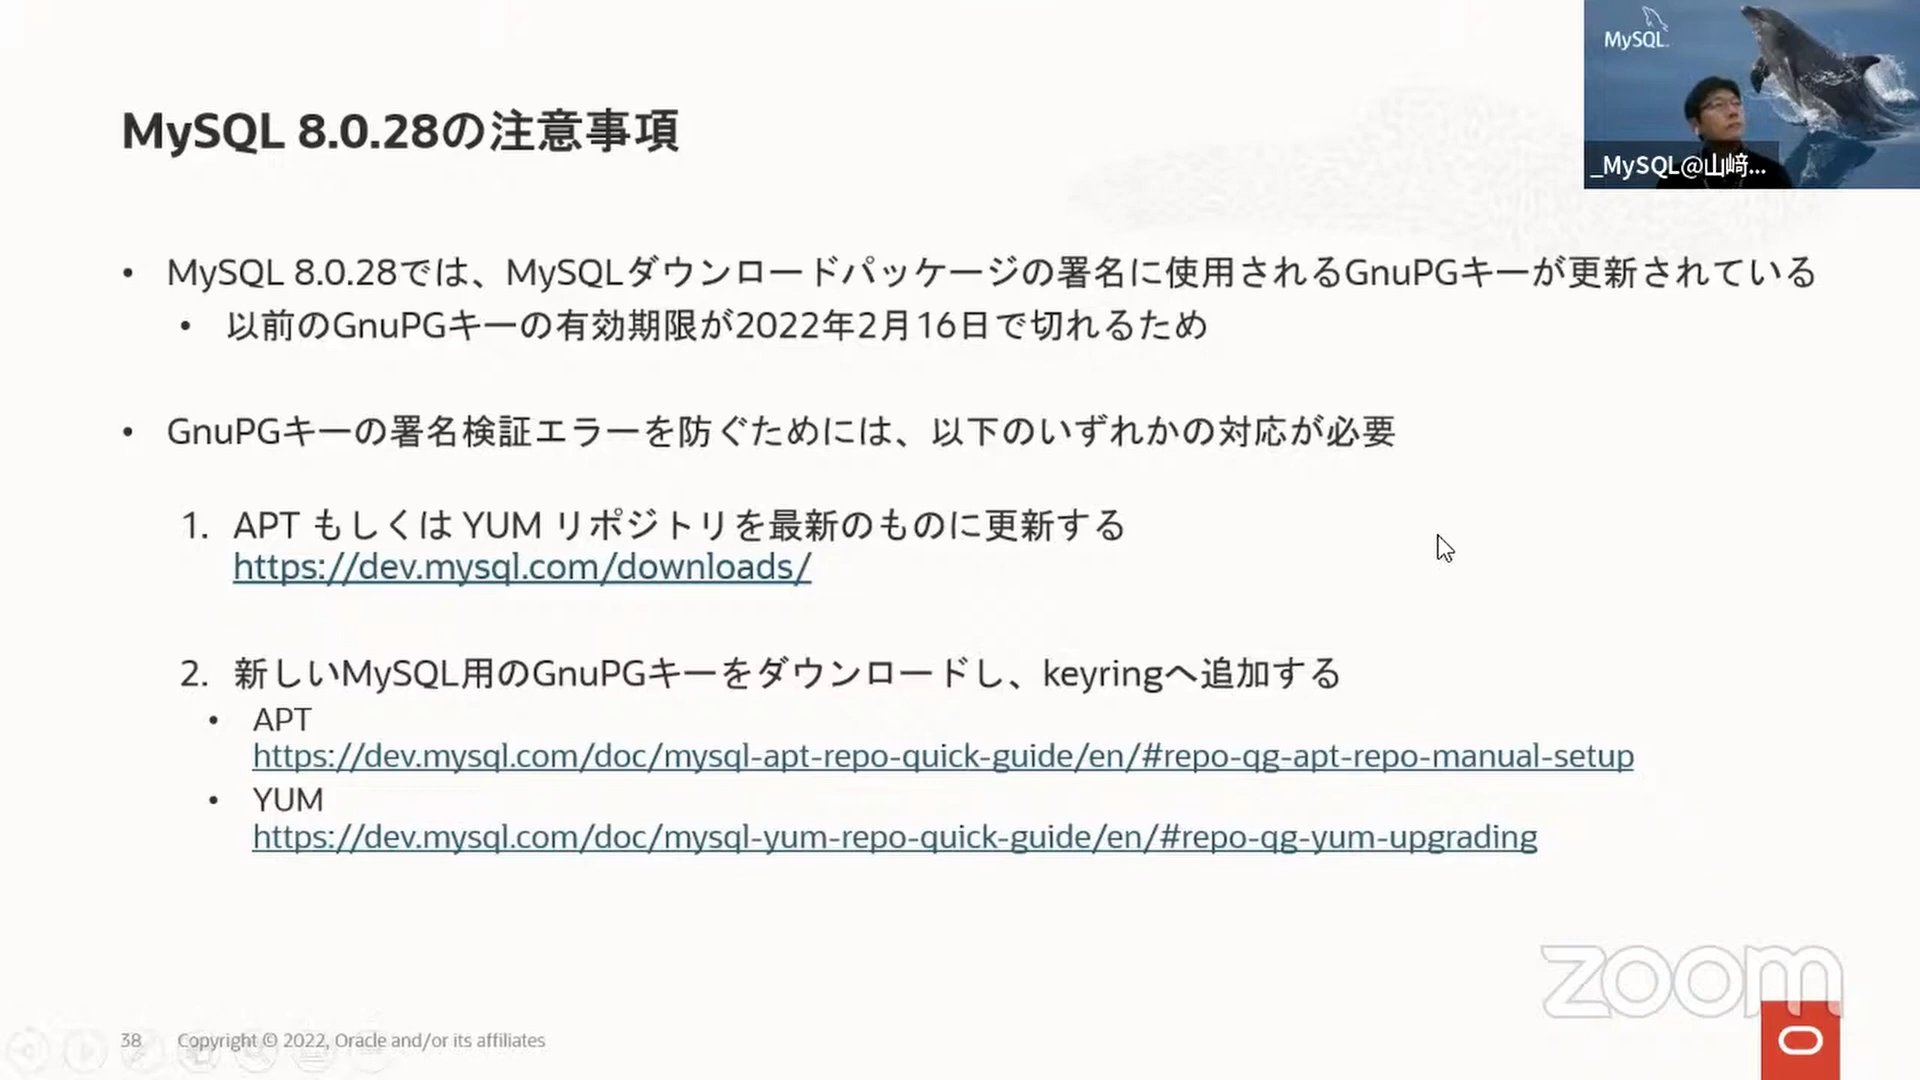 MySQL 8.0.28の注意事項
MySQL
_MySQL@山﨑...
• MySQL 8.0.28では、MySQLダウンロードパッケージの署名に使用されるGnuPGキーが更新されている
• 以前のGnuPGキーの有効期限が2022年2月16日で切れるため
• GnuPGキーの署名検証エラーを防ぐためには、以下のいずれかの対応が必要
1. APT もしくは YUM リポジトリを最新のものに更新する
https://dev.mysql.com/downloads/
2. 新しいMySQL用のGnuPGキーをダウンロードし、keyringへ追加する
• APT
https://dev.mysql.com/doc/mysql-apt-repo-quick-guide/en/#repo-qg-apt-repo-manual-setup
• YUM
https://dev.mysql.com/doc/mysql-yum-repo-quick-guide/en/#repo-qg-yum-upgrading
zoom
38 Copyright © 2022, Oracle and/or its affiliates